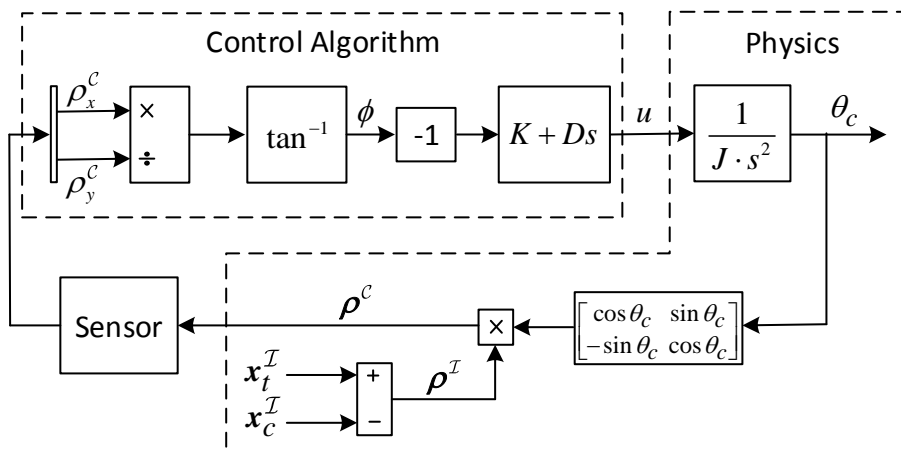 Control Algorithm
Physics
ρ_x^𝒞
ρ_y^𝒞
×
÷
tan⁻¹
ϕ
-1
K + Ds
u
1
J · s²
θ_c
Sensor
ρ^𝒞
×
cos θ_c sin θ_c
−sin θ_c cos θ_c
x_t^ℐ
x_c^ℐ
+
−
ρ^ℐ